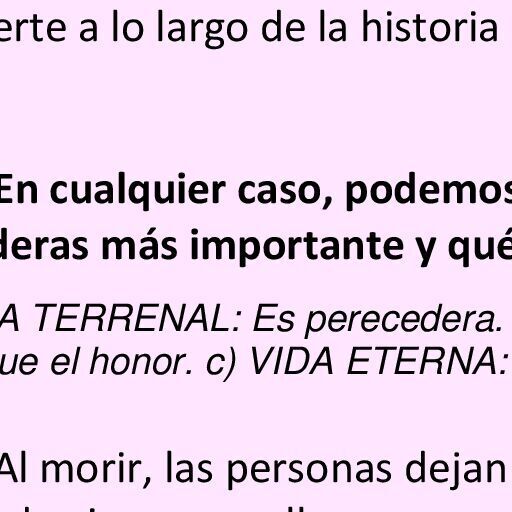 erte a lo largo de la historia
En cualquier caso, podemos
deras más importante y qué
A TERRENAL: Es perecedera.
ue el honor. c) VIDA ETERNA:
Al morir, las personas dejan